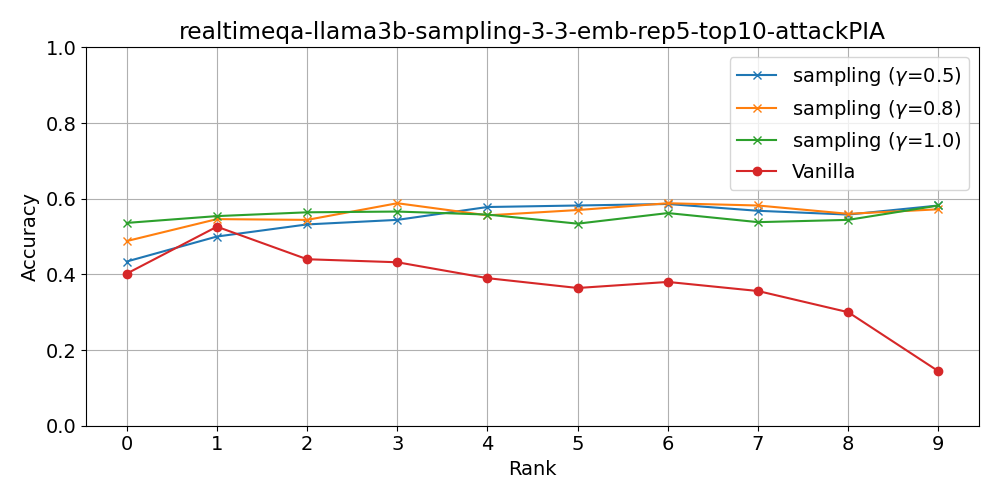 realtimeqa-llama3b-sampling-3-3-emb-rep5-top10-attackPIA
1.0
0.8
0.6
0.4
0.2
0.0
Accuracy
sampling (γ=0.5)
sampling (γ=0.8)
sampling (γ=1.0)
Vanilla
0 1 2 3 4 5 6 7 8 9
Rank